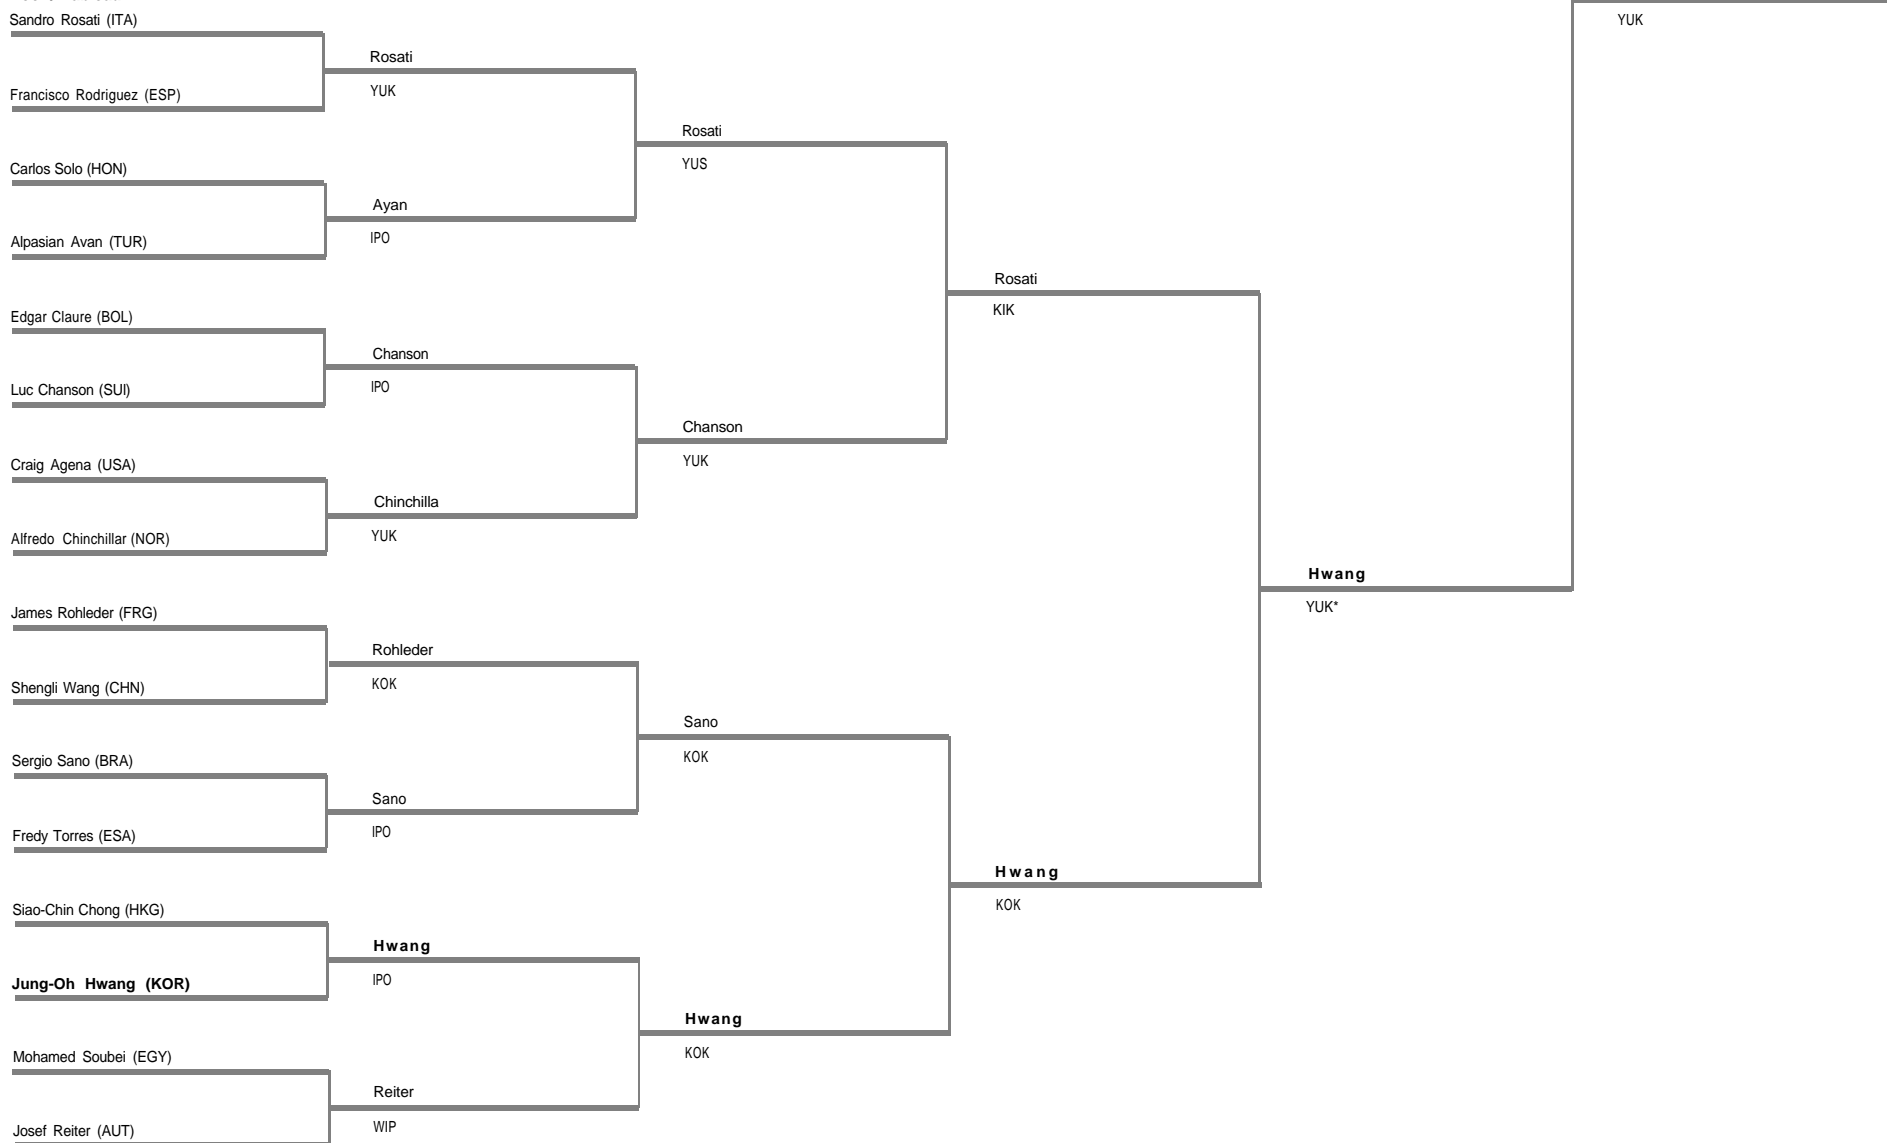 Sandro Rosati (ITA)
YUK
Rosati
YUK
Francisco Rodriguez (ESP)
Rosati
YUS
Carlos Solo (HON)
Ayan
IPO
Alpasian Avan (TUR)
Rosati
KIK
Edgar Claure (BOL)
Chanson
IPO
Luc Chanson (SUI)
Chanson
YUK
Craig Agena (USA)
Chinchilla
YUK
Alfredo Chinchillar (NOR)
Hwang
YUK*
James Rohleder (FRG)
Rohleder
KOK
Shengli Wang (CHN)
Sano
KOK
Sergio Sano (BRA)
Sano
IPO
Fredy Torres (ESA)
Hwang
KOK
Siao-Chin Chong (HKG)
Hwang
IPO
Jung-Oh Hwang (KOR)
Hwang
KOK
Mohamed Soubei (EGY)
Reiter
WIP
Josef Reiter (AUT)